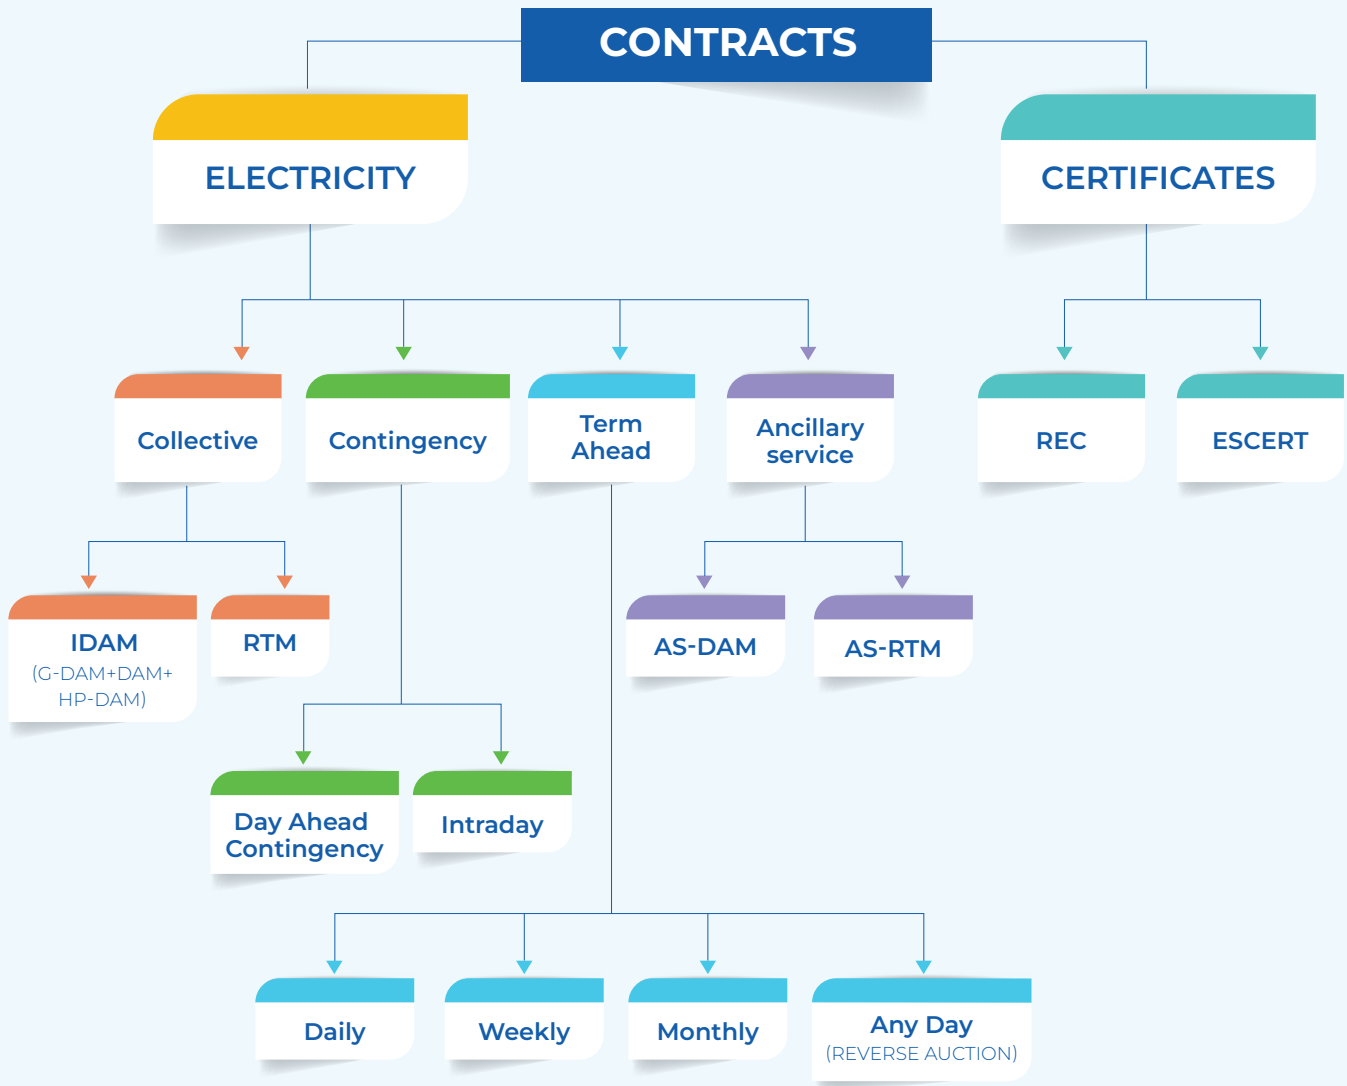 CONTRACTS
ELECTRICITY
CERTIFICATES
Collective
Contingency
Term
Ahead
Ancillary
service
REC
ESCERT
IDAM
(G-DAM+DAM+
HP-DAM)
RTM
AS-DAM
AS-RTM
Day Ahead
Contingency
Intraday
Daily
Weekly
Monthly
Any Day
(REVERSE AUCTION)